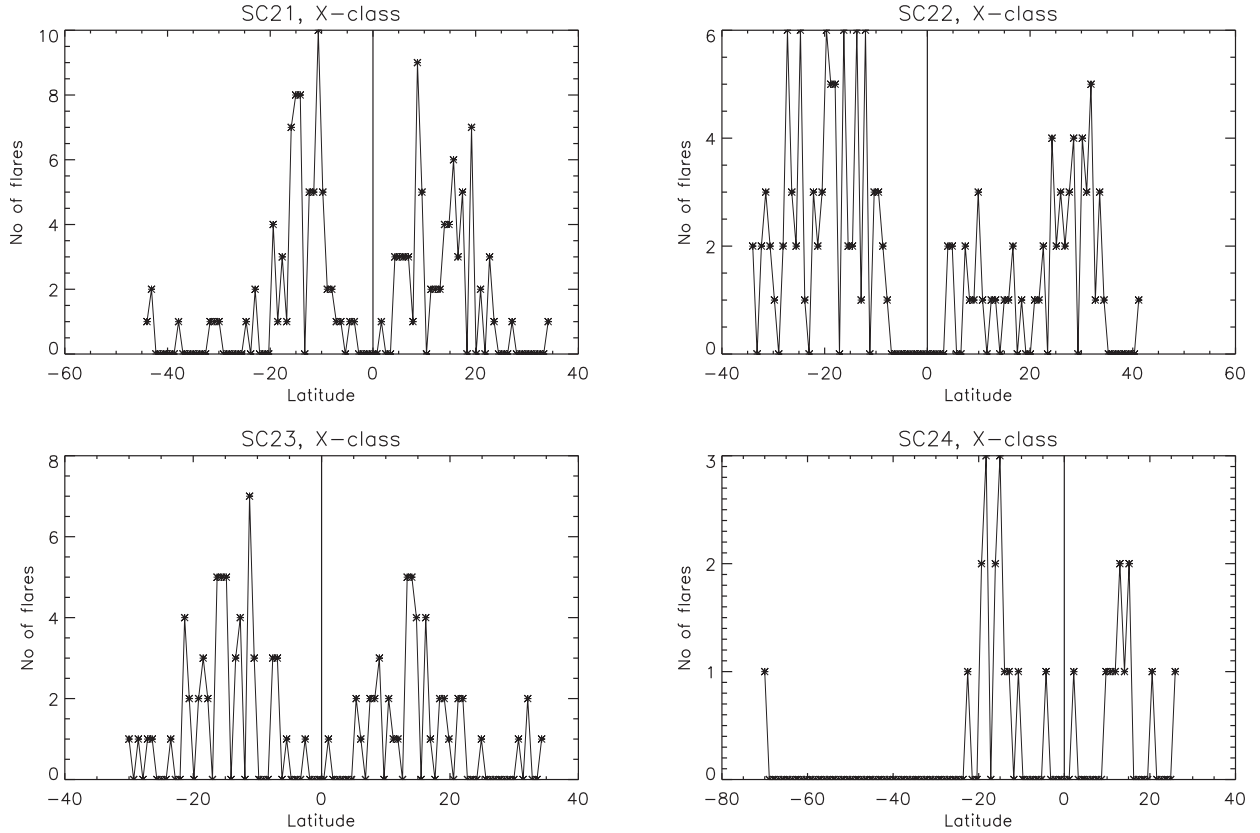 SC21, X-class
10
8
6
4
2
0
No of flares
-60 -40 -20 0 20 40
Latitude
SC22, X-class
6
4
2
0
No of flares
-40 -20 0 20 40 60
Latitude
SC23, X-class
8
6
4
2
0
No of flares
-40 -20 0 20 40
Latitude
SC24, X-class
3
2
1
0
No of flares
-80 -60 -40 -20 0 20 40
Latitude